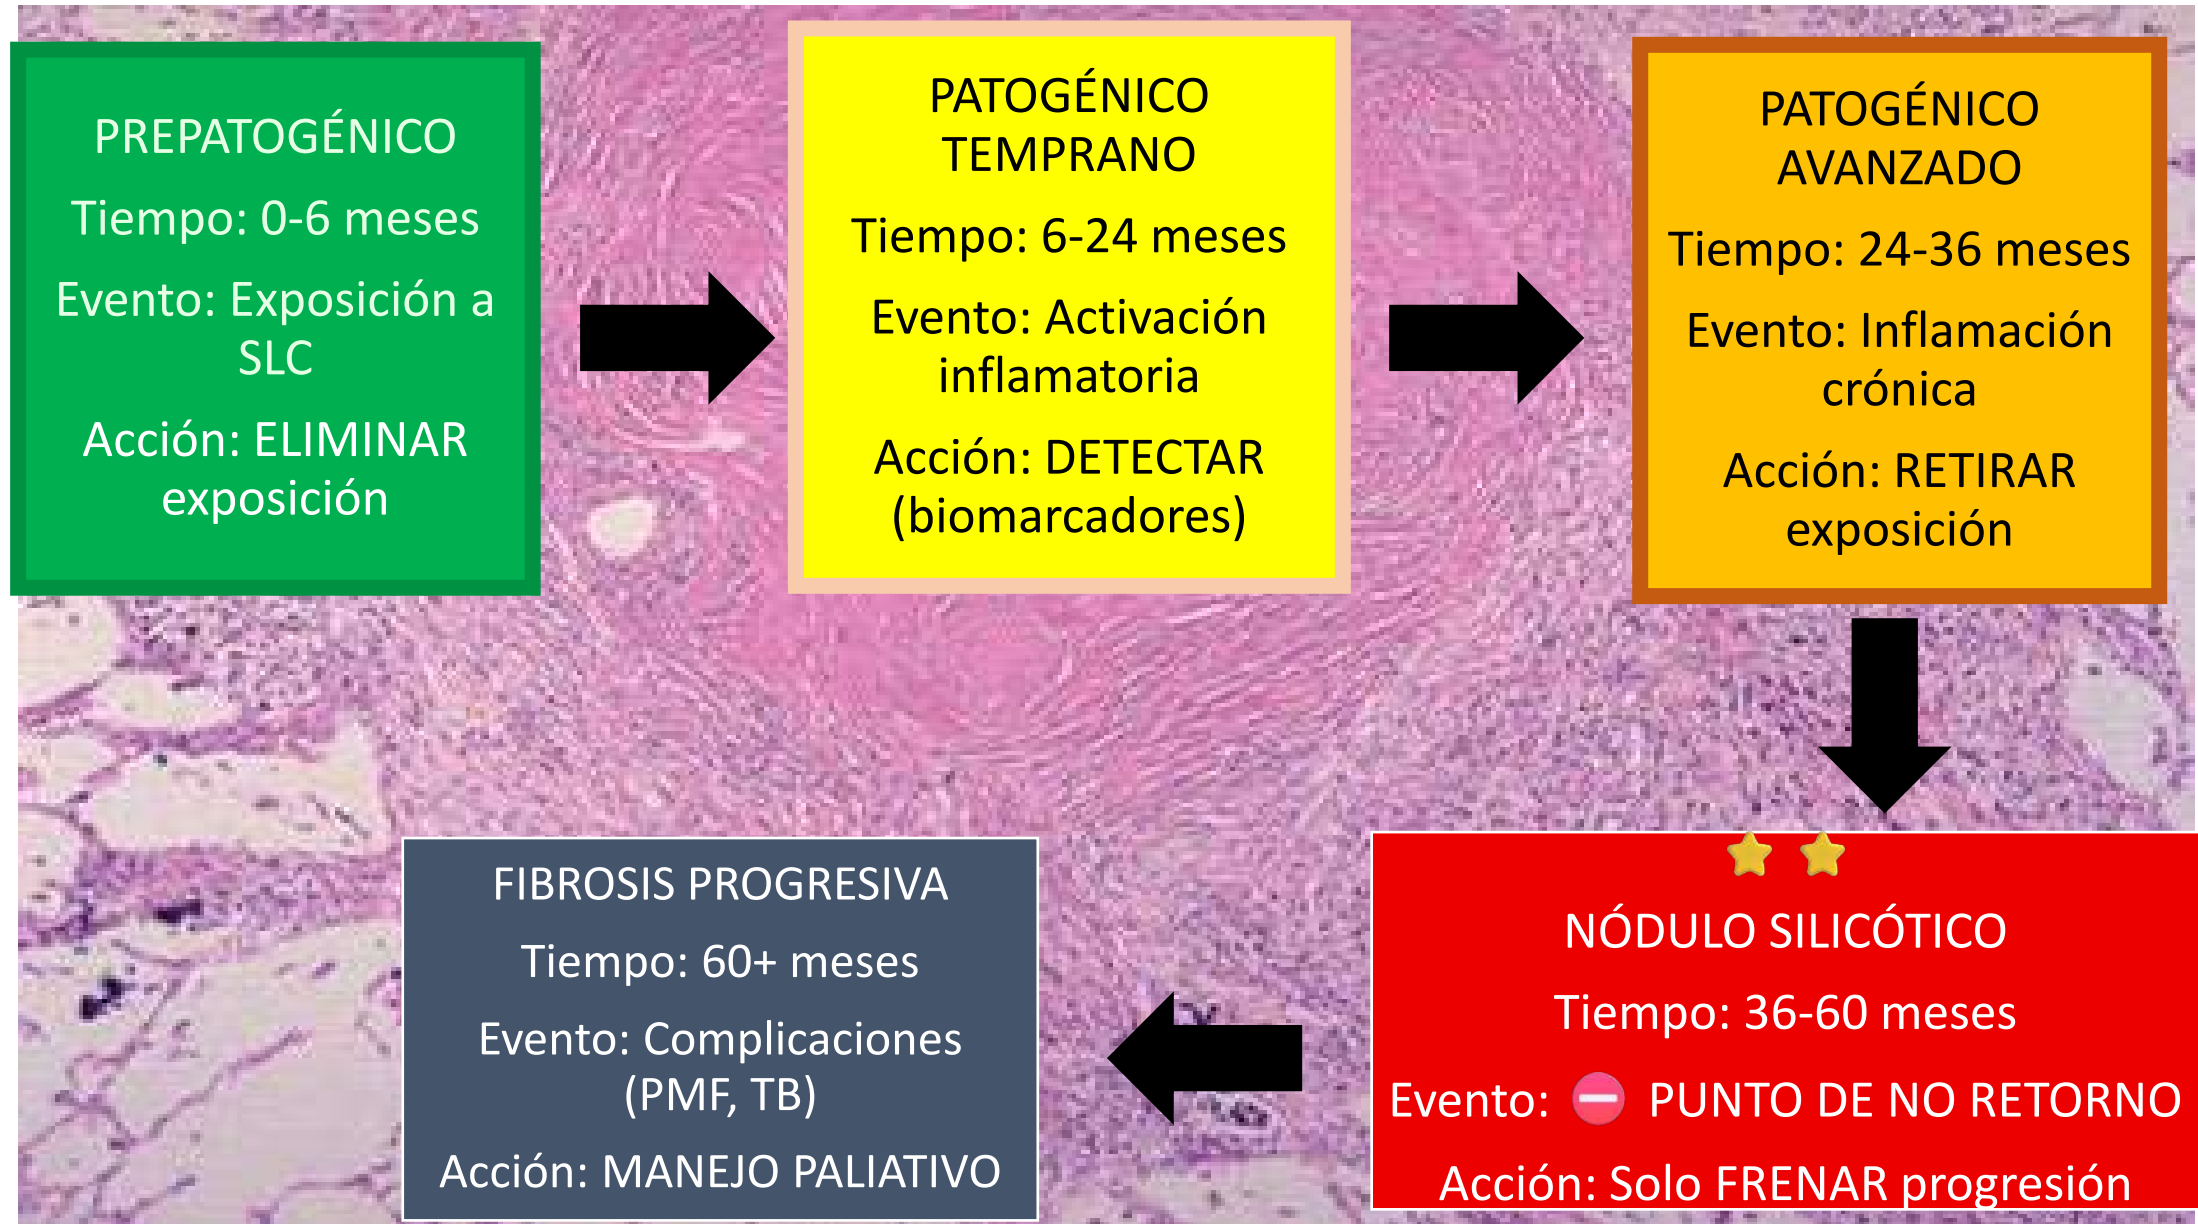 PREPATOGÉNICO
Tiempo: 0-6 meses
Evento: Exposición a
SLC
Acción: ELIMINAR
exposición
PATOGÉNICO
TEMPRANO
Tiempo: 6-24 meses
Evento: Activación
inflamatoria
Acción: DETECTAR
(biomarcadores)
PATOGÉNICO
AVANZADO
Tiempo: 24-36 meses
Evento: Inflamación
crónica
Acción: RETIRAR
exposición
NÓDULO SILICÓTICO
Tiempo: 36-60 meses
Evento: ⛔ PUNTO DE NO RETORNO
Acción: Solo FRENAR progresión
FIBROSIS PROGRESIVA
Tiempo: 60+ meses
Evento: Complicaciones
(PMF, TB)
Acción: MANEJO PALIATIVO